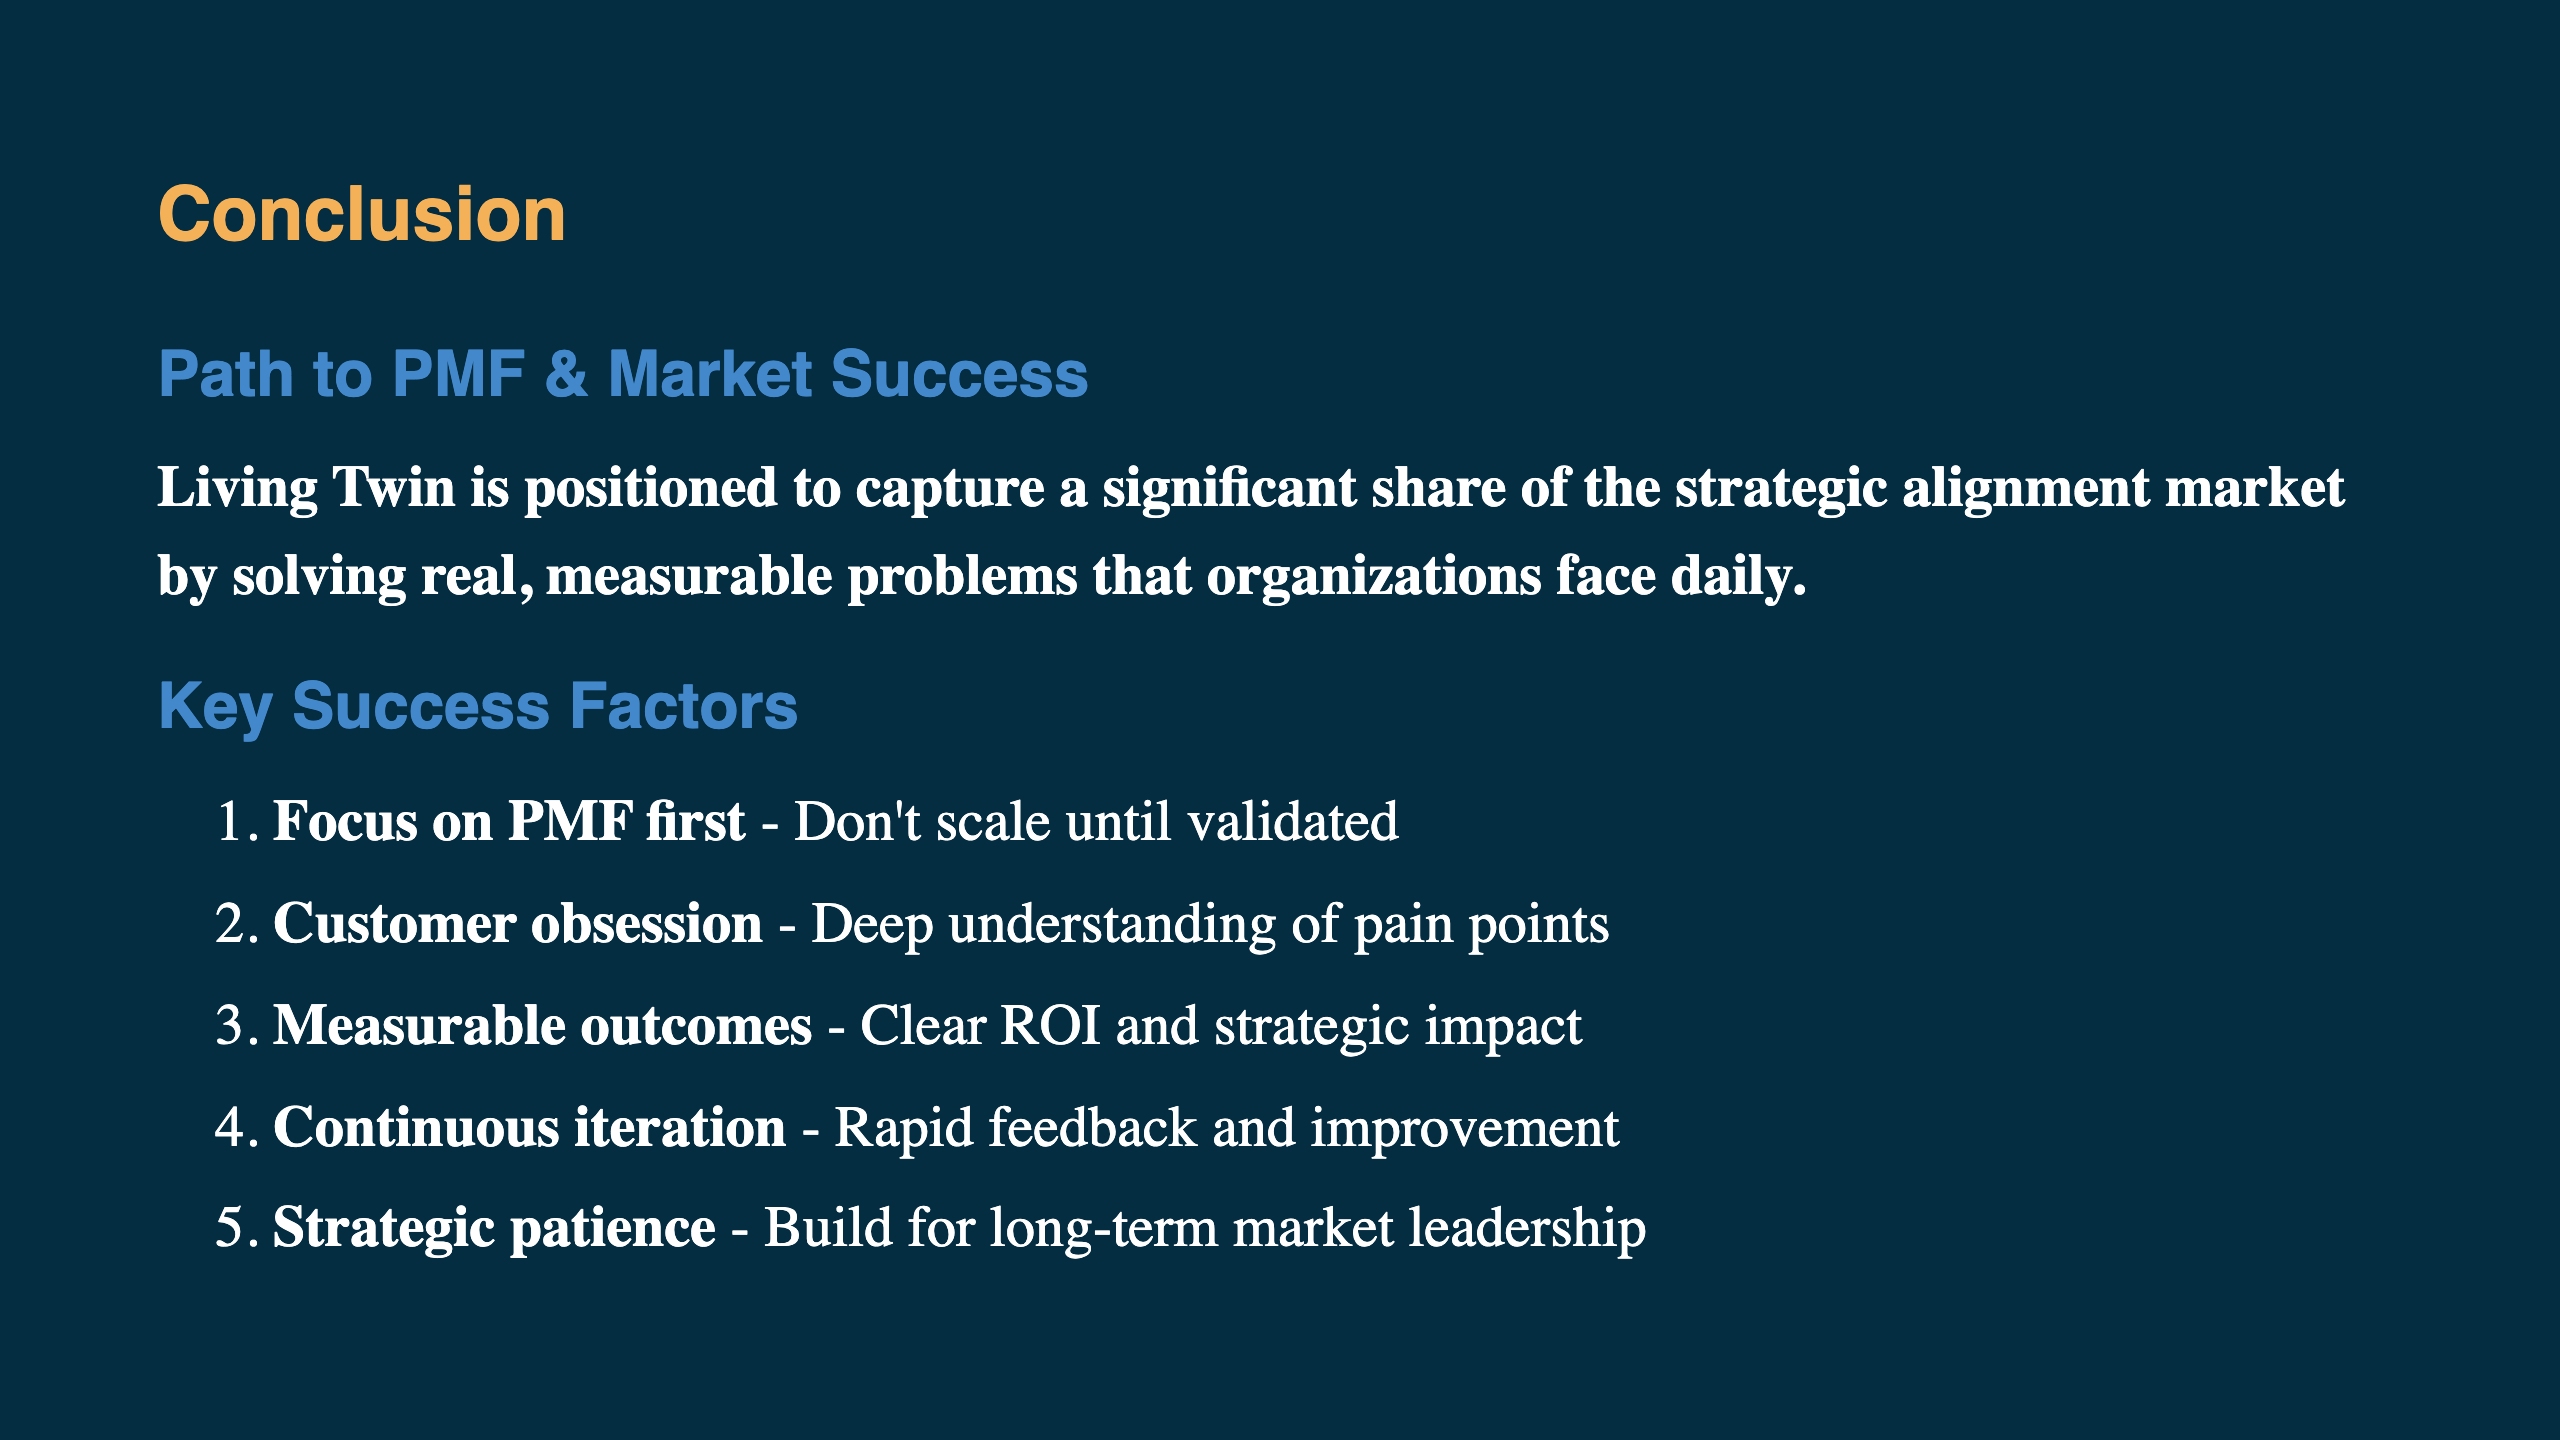 Conclusion
Path to PMF & Market Success
Living Twin is positioned to capture a significant share of the strategic alignment market
by solving real, measurable problems that organizations face daily.
Key Success Factors
1. Focus on PMF first - Don't scale until validated
2. Customer obsession - Deep understanding of pain points
3. Measurable outcomes - Clear ROI and strategic impact
4. Continuous iteration - Rapid feedback and improvement
5. Strategic patience - Build for long-term market leadership